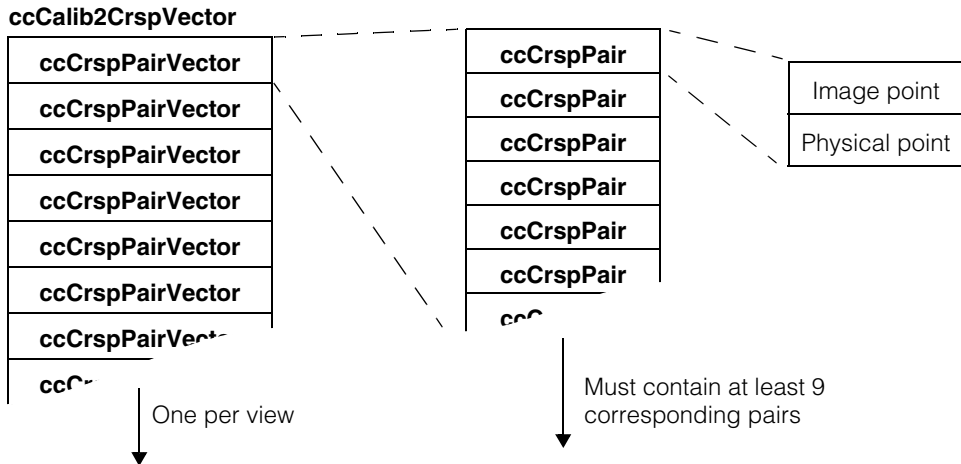 ccCalib2CrspVector
ccCrspPairVector
ccCrspPairVector
ccCrspPairVector
ccCrspPairVector
ccCrspPairVector
ccCrspPairVector
ccCrspPairVector
One per view
ccCrspPair
ccCrspPair
ccCrspPair
ccCrspPair
ccCrspPair
ccCrspPair
Must contain at least 9
corresponding pairs
Image point
Physical point